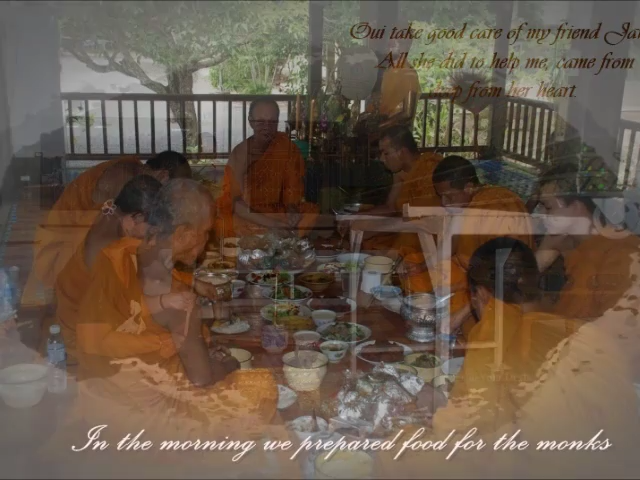 Oui take good care of my friend
All she did to help me, came from
from her heart.
In the morning we prepared food for the monks